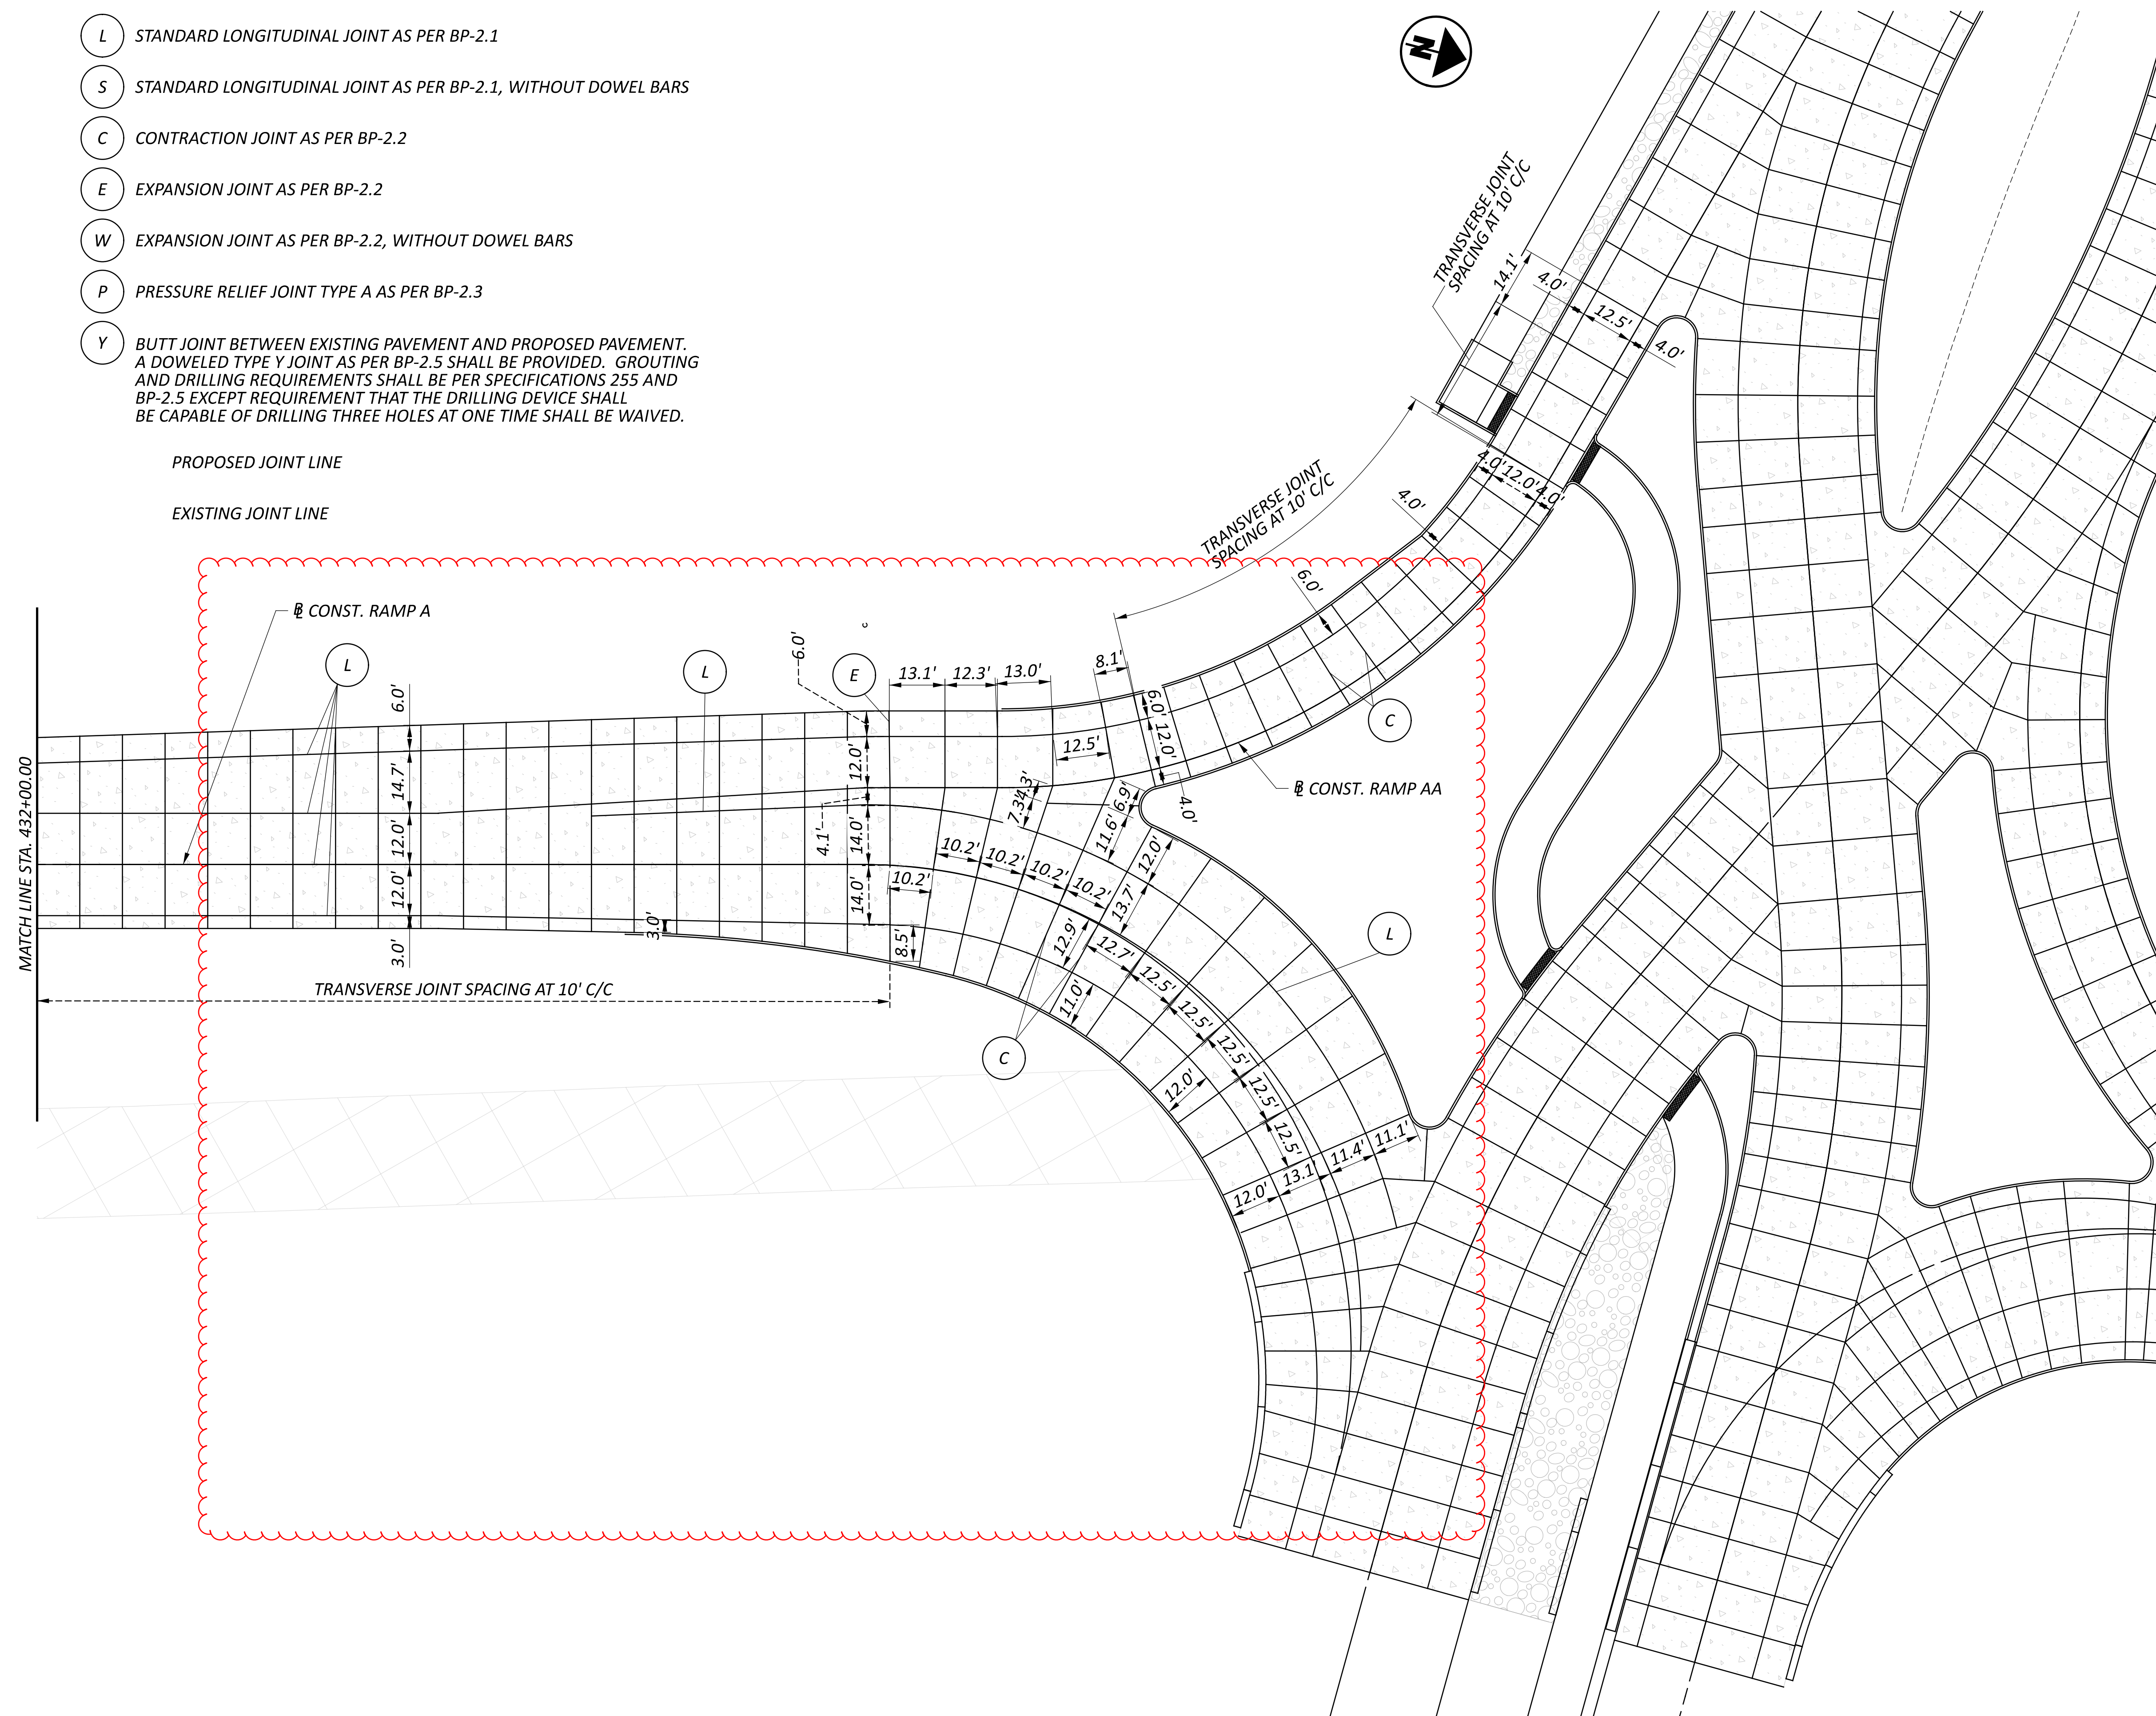 L STANDARD LONGITUDINAL JOINT AS PER BP-2.1
S STANDARD LONGITUDINAL JOINT AS PER BP-2.1, WITHOUT DOWEL BARS
C CONTRACTION JOINT AS PER BP-2.2
E EXPANSION JOINT AS PER BP-2.2
W EXPANSION JOINT AS PER BP-2.2, WITHOUT DOWEL BARS
P PRESSURE RELIEF JOINT TYPE A AS PER BP-2.3
Y BUTT JOINT BETWEEN EXISTING PAVEMENT AND PROPOSED PAVEMENT.
A DOWELED TYPE Y JOINT AS PER BP-2.5 SHALL BE PROVIDED. GROUTING
AND DRILLING REQUIREMENTS SHALL BE PER SPECIFICATIONS 255 AND
BP-2.5 EXCEPT REQUIREMENT THAT THE DRILLING DEVICE SHALL
BE CAPABLE OF DRILLING THREE HOLES AT ONE TIME SHALL BE WAIVED.
PROPOSED JOINT LINE
EXISTING JOINT LINE
N
TRANSVERSE JOINT
SPACING AT 10' C/C
14.1'
4.0'
12.5'
4.0'
4.0'
12.0'
4.0'
4.0'
TRANSVERSE JOINT
SPACING AT 10' C/C
6.0'
BL CONST. RAMP A
L
L
6.0'
c
E
13.1'
12.3'
13.0'
8.1'
6.0'
12.0'
4.0'
C
BL CONST. RAMP AA
MATCH LINE STA. 432+00.00
6.0'
14.7'
12.0'
12.0'
3.0'
3.0'
12.0'
4.1'
14.0'
14.0'
12.5'
4.3'
7.3'
6.9'
11.6'
12.0'
13.7'
10.2'
10.2'
10.2'
10.2'
10.2'
8.5'
12.9'
11.0'
12.7'
12.5'
12.5'
12.5'
12.5'
12.5'
12.0'
L
C
TRANSVERSE JOINT SPACING AT 10' C/C
12.0'
13.1'
11.4'
11.1'